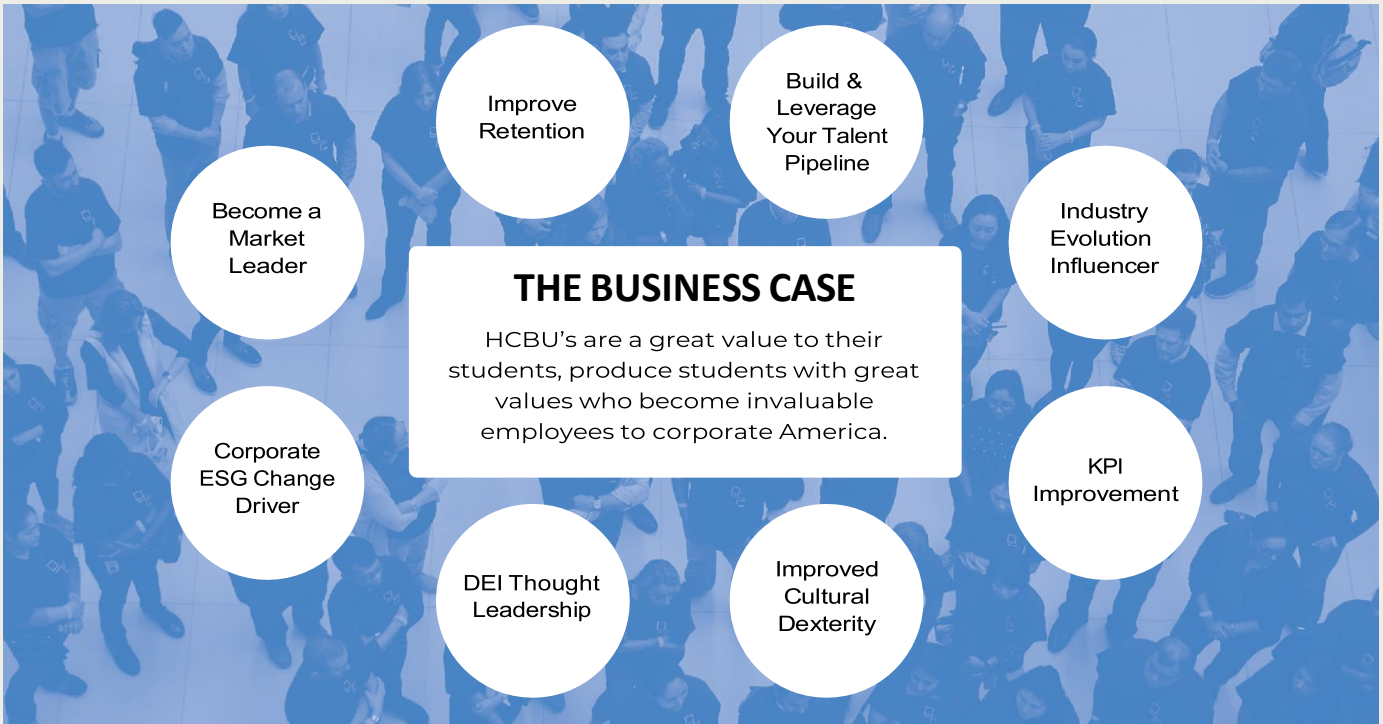 Improve
Retention
Build &
Leverage
Your Talent
Pipeline
Become a
Market
Leader
Industry
Evolution
Influencer
THE BUSINESS CASE
HCBU’s are a great value to their
students, produce students with great
values who become invaluable
employees to corporate America.
Corporate
ESG Change
Driver
KPI
Improvement
DEI Thought
Leadership
Improved
Cultural
Dexterity